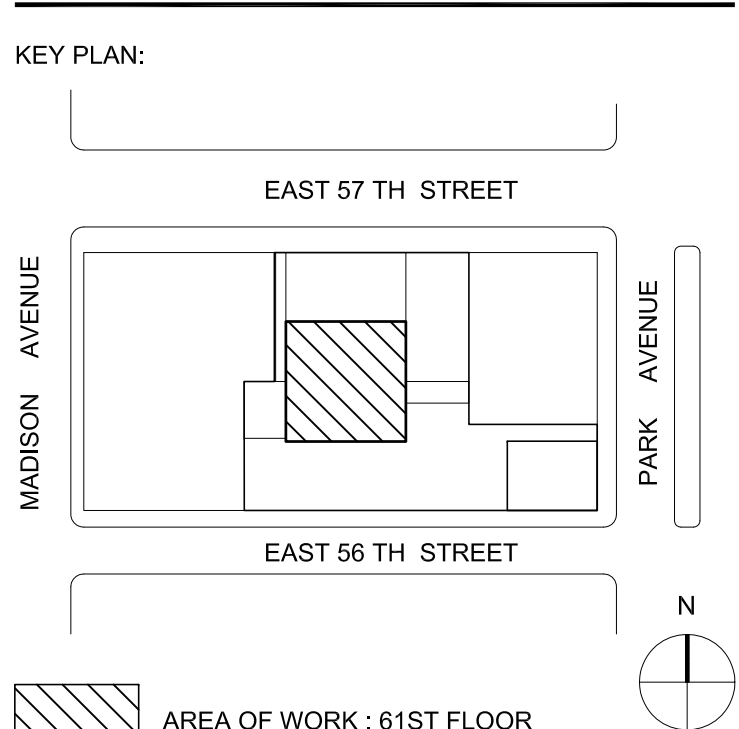 KEY PLAN:
EAST 57 TH STREET
MADISON AVENUE
PARK AVENUE
EAST 56 TH STREET
N
AREA OF WORK : 61ST FLOOR